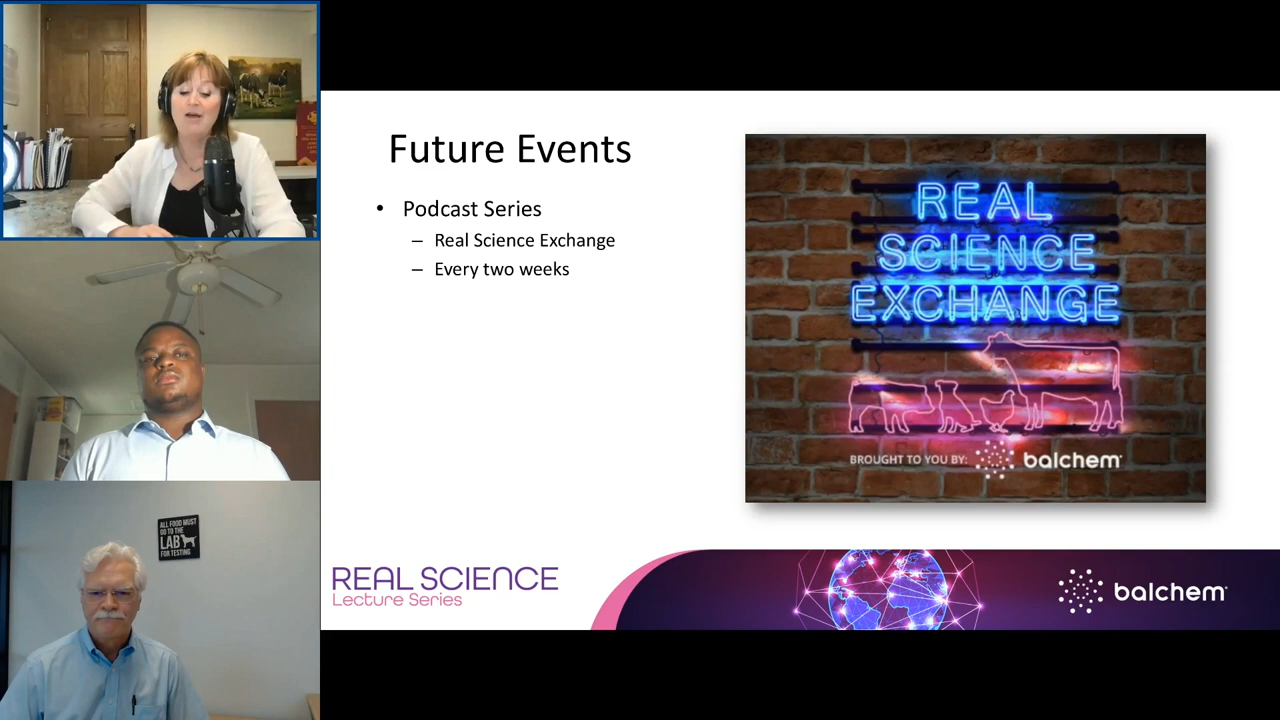 Future Events
• Podcast Series
– Real Science Exchange
– Every two weeks
REAL
SCIENCE
EXCHANGE
BROUGHT TO YOU BY: balchem
ALL FOOD MUST
GO TO THE
LAB
FOR TESTING
REAL SCIENCE
Lecture Series
balchem